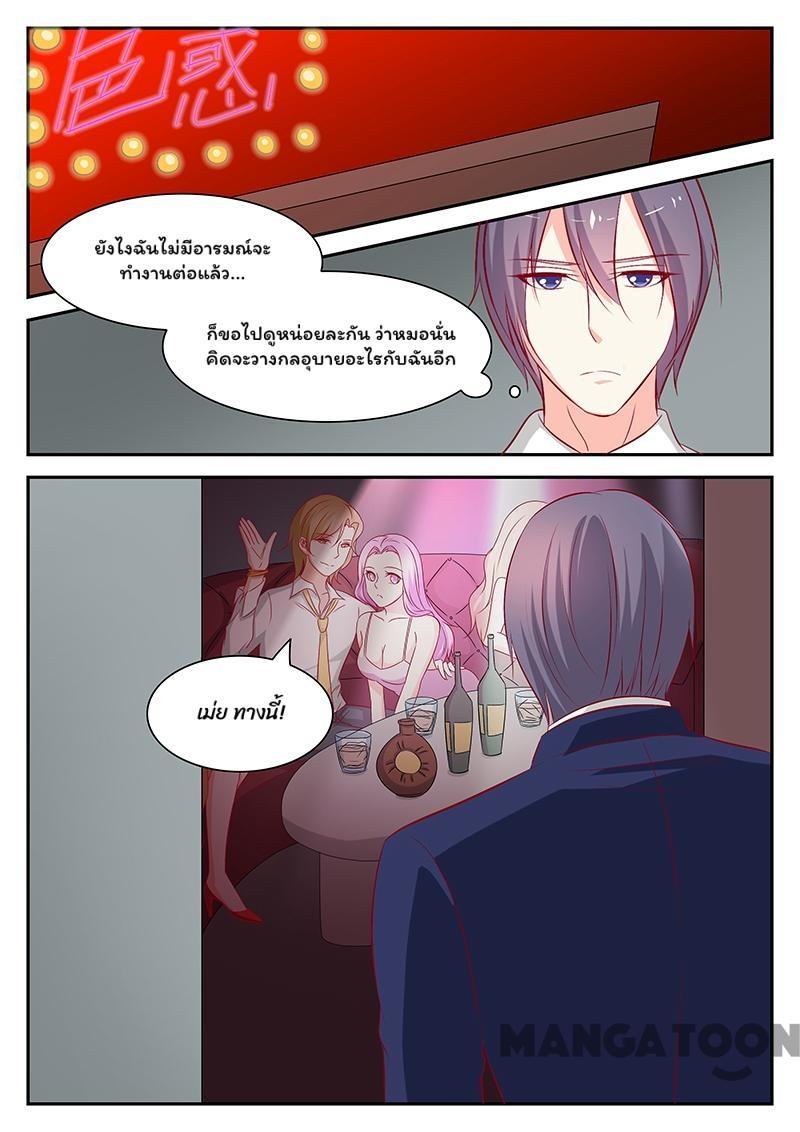 色感
ยังไงฉันไม่มีอารมณ์จะ
ทำงานต่อแล้ว...
ก็ขอไปดูหน่อยละกัน ว่าหมอนั่น
คิดจะวางกลอุบายอะไรกับฉันอีก
เม่ย ทางนี้!
MANGATOON